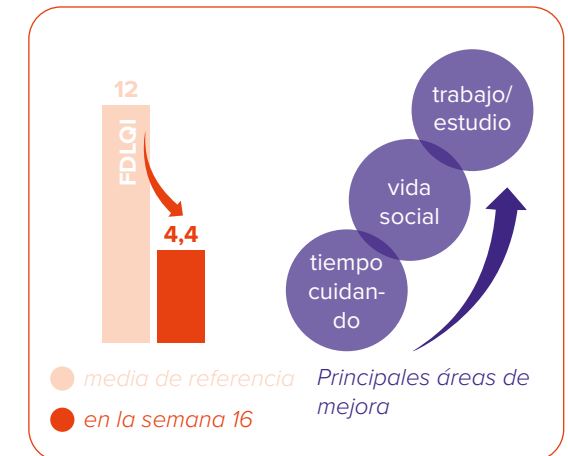 12
FDLQI
4,4
media de referencia
en la semana 16
trabajo/
estudio
vida
social
tiempo
cuidan-
do
Principales áreas de
mejora